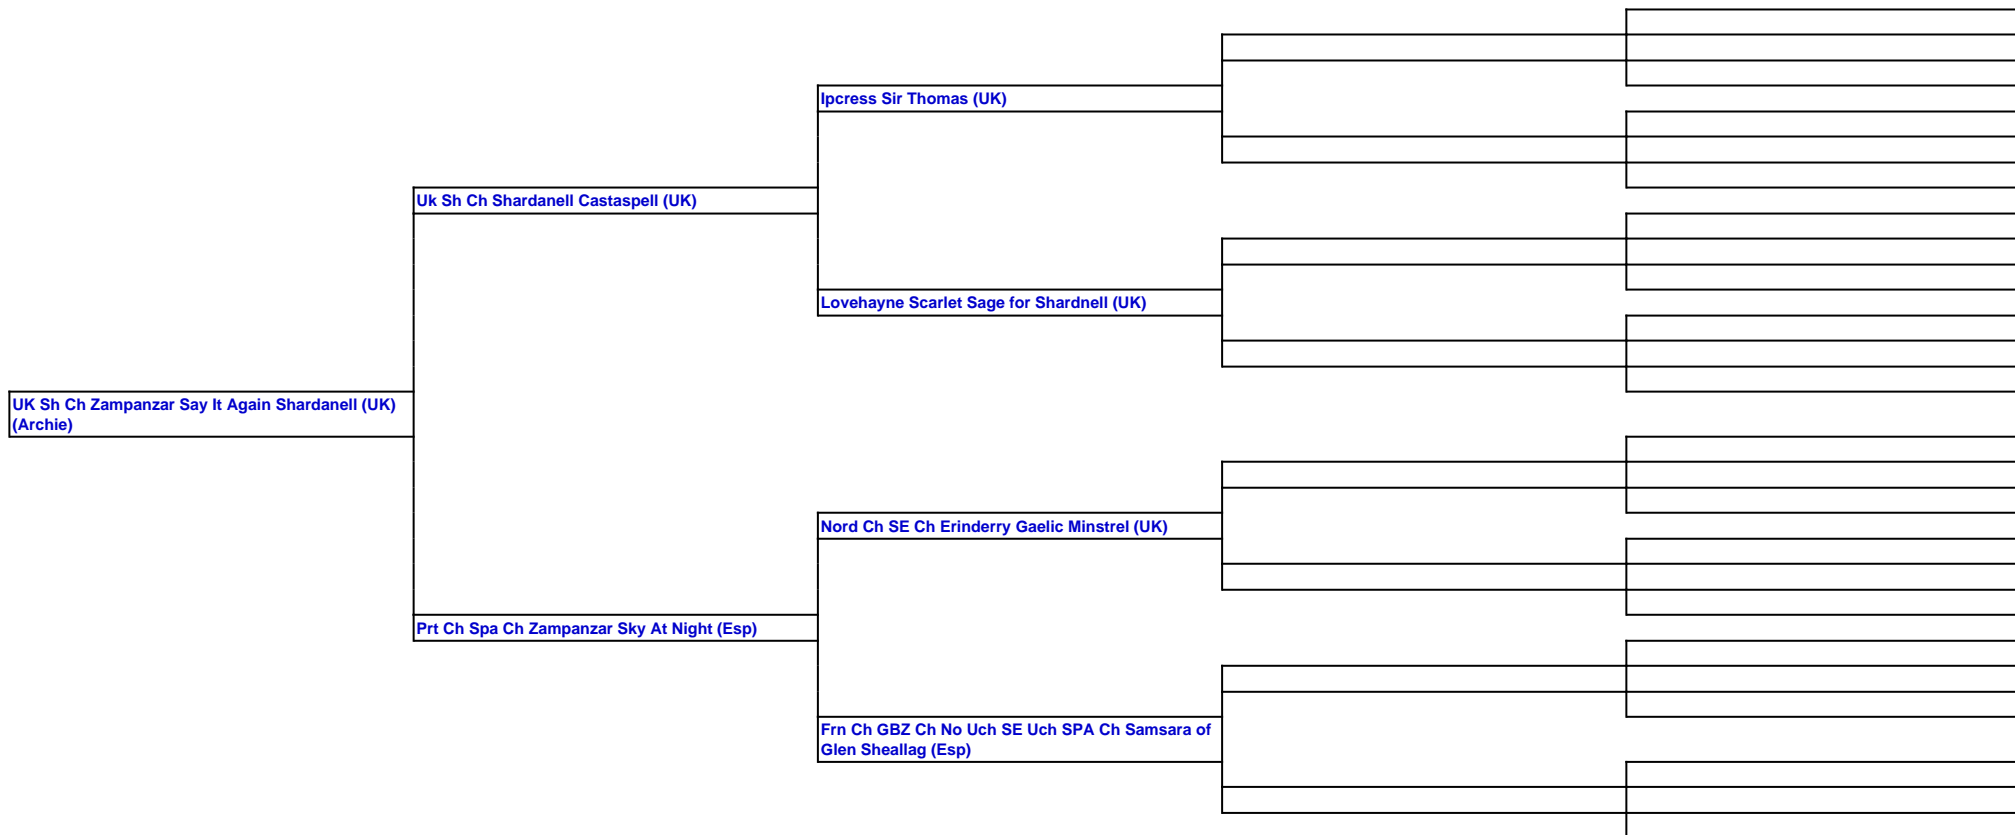 Ipcress Sir Thomas (UK)
Uk Sh Ch Shardanell Castaspell (UK)
Lovehayne Scarlet Sage for Shardnell (UK)
UK Sh Ch Zampanzar Say It Again Shardanell (UK)
(Archie)
Nord Ch SE Ch Erinderry Gaelic Minstrel (UK)
Prt Ch Spa Ch Zampanzar Sky At Night (Esp)
Frn Ch GBZ Ch No Uch SE Uch SPA Ch Samsara of
Glen Sheallag (Esp)